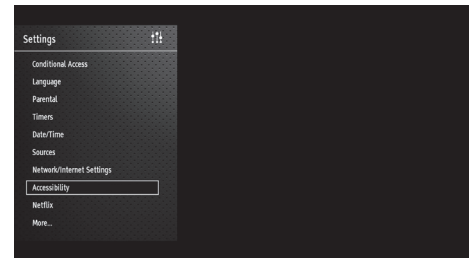 Settings
Conditional Access
Language
Parental
Timers
Date/Time
Sources
Network/Internet Settings
Accessibility
Netflix
More...